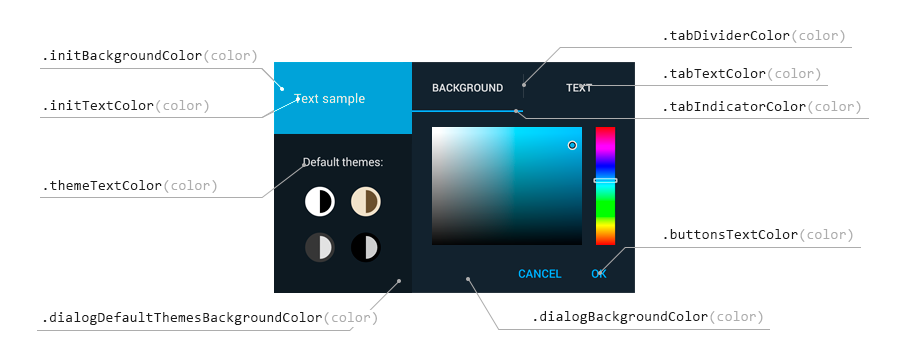 .initBackgroundColor(color)
.initTextColor(color)
.themeTextColor(color)
.dialogDefaultThemesBackgroundColor(color)
Text sample
Default themes:
BACKGROUND
TEXT
CANCEL
OK
.tabDividerColor(color)
.tabTextColor(color)
.tabIndicatorColor(color)
.buttonsTextColor(color)
.dialogBackgroundColor(color)